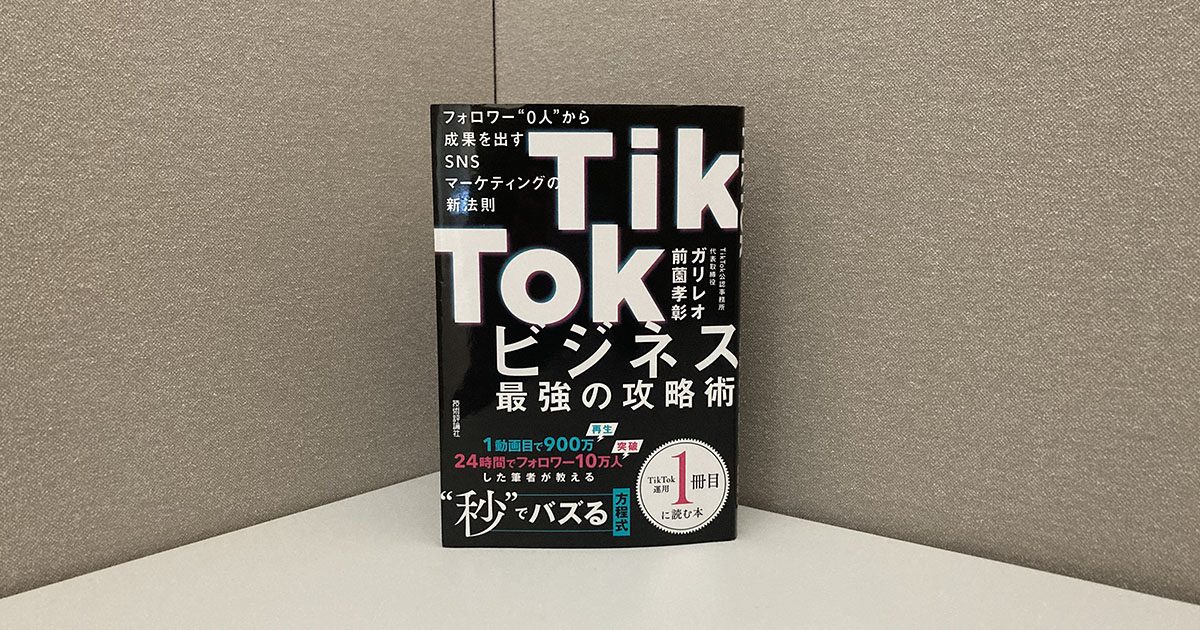 フォロワー“0人”から
成果を出す
SNS
マーケティングの
新法則
Tik
Tok
TikTok公認事務所
代表取締役
ガリレオ
前薗孝彰
ビジネス
最強の攻略術
技術評論社
再生
1動画目で900万
突破
24時間でフォロワー10万人
した筆者が教える
“秒”でバズる
方程式
TikTok
運用
1冊目
に読む本